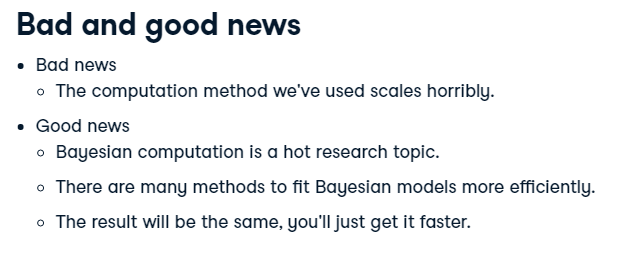 Bad and good news
• Bad news
◦ The computation method we've used scales horribly.
• Good news
◦ Bayesian computation is a hot research topic.
◦ There are many methods to fit Bayesian models more efficiently.
◦ The result will be the same, you'll just get it faster.